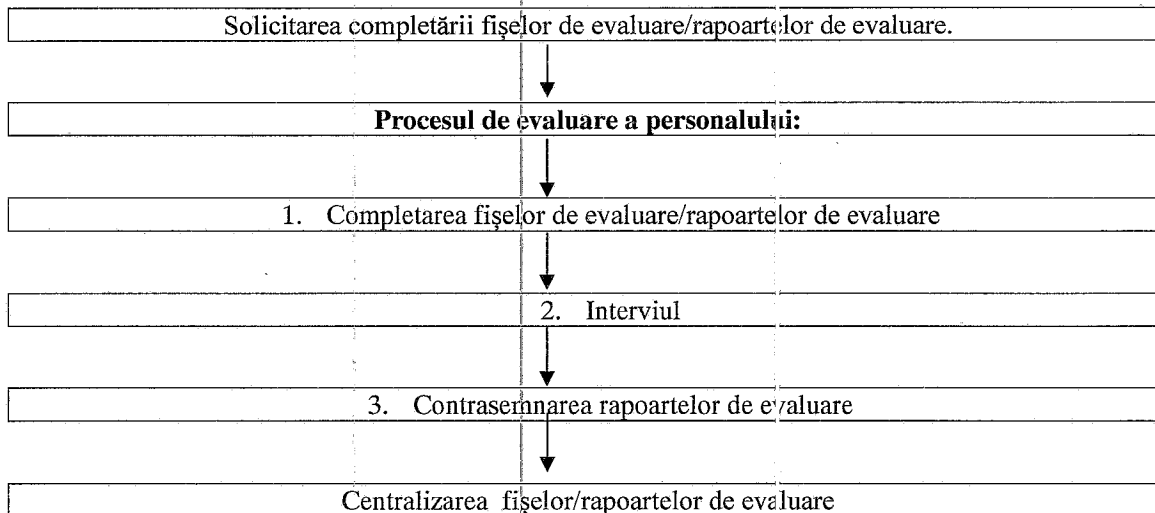 Solicitarea completării fişelor de evaluare/rapoartelor de evaluare.
Procesul de evaluare a personalului:
1. Completarea fişelor de evaluare/rapoartelor de evaluare
2. Interviul
3. Contrasemnarea rapoartelor de evaluare
Centralizarea fişelor/rapoartelor de evaluare